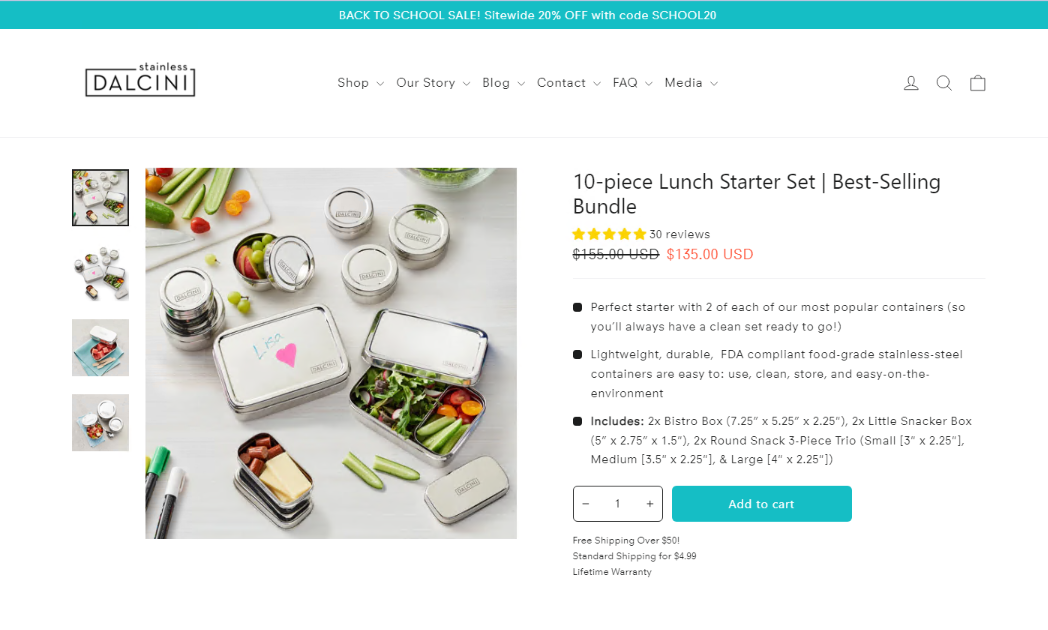 BACK TO SCHOOL SALE! Sitewide 20% OFF with code SCHOOL20
stainless
DALCINI
Shop
Our Story
Blog
Contact
FAQ
Media
10-piece Lunch Starter Set | Best-Selling
Bundle
30 reviews
$155.00 USD $135.00 USD
Perfect starter with 2 of each of our most popular containers (so
you'll always have a clean set ready to go!)
Lightweight, durable, FDA compliant food-grade stainless-steel
containers are easy to: use, clean, store, and easy-on-the-
environment
Includes: 2x Bistro Box (7.25" x 5.25" x 2.25"), 2x Little Snacker Box
(5" x 2.75" x 1.5"), 2x Round Snack 3-Piece Trio (Small [3" x 2.25"],
Medium [3.5" x 2.25"], & Large [4" x 2.25"])
− 1 +
Add to cart
Free Shipping Over $50!
Standard Shipping for $4.99
Lifetime Warranty
Lisa
DALCINI